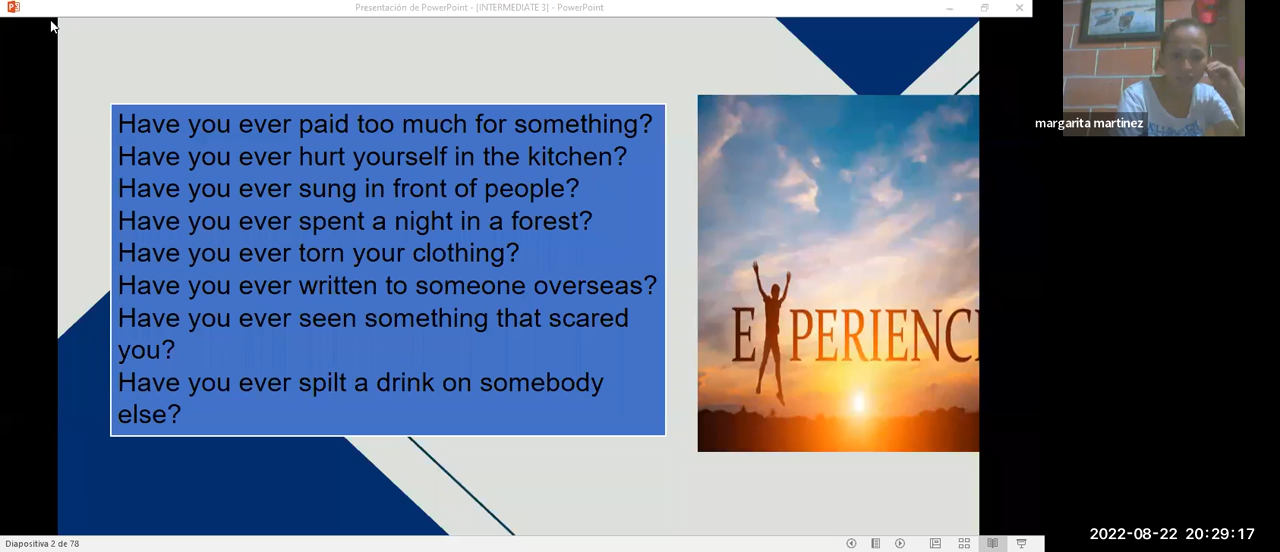 Presentación de PowerPoint - [INTERMEDIATE 3] - PowerPoint
Have you ever paid too much for something?
Have you ever hurt yourself in the kitchen?
Have you ever sung in front of people?
Have you ever spent a night in a forest?
Have you ever torn your clothing?
Have you ever written to someone overseas?
Have you ever seen something that scared
you?
Have you ever spilt a drink on somebody
else?
EXPERIENC
margarita martinez
Diapositiva 2 de 78
2022-08-22 20:29:17